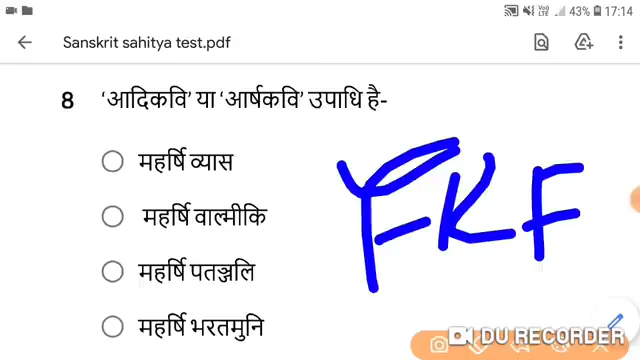 43% 17:14
Sanskrit sahitya test.pdf
8 ‘आदिकवि’ या ‘आर्षकवि’ उपाधि है-
महर्षि व्यास
महर्षि वाल्मीकि
महर्षि पतञ्जलि
महर्षि भरतमुनि
DU RECORDER